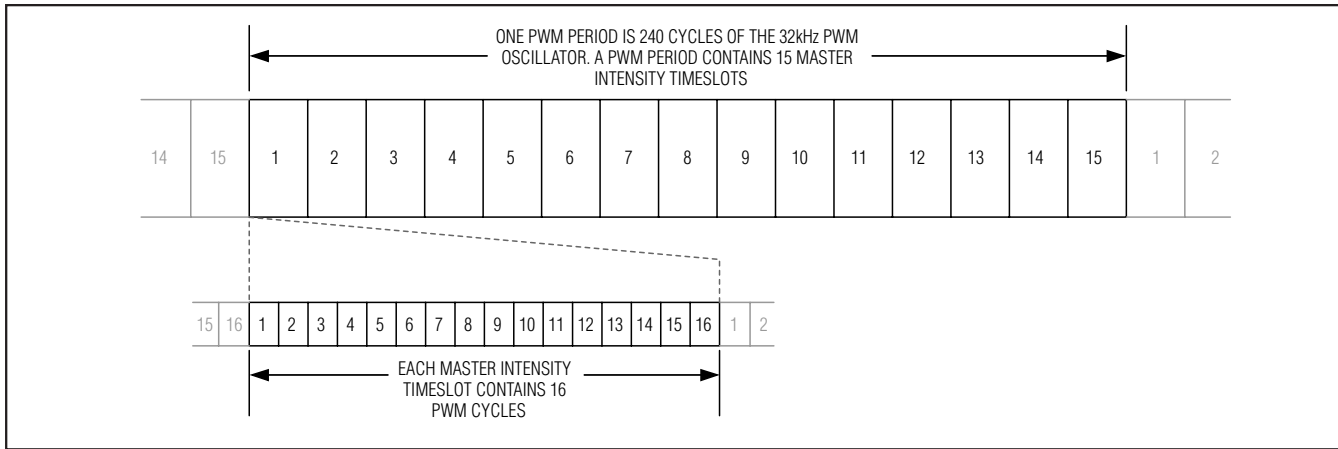 ONE PWM PERIOD IS 240 CYCLES OF THE 32kHz PWM
OSCILLATOR. A PWM PERIOD CONTAINS 15 MASTER
INTENSITY TIMESLOTS
14 15 1 2 3 4 5 6 7 8 9 10 11 12 13 14 15 1 2
15 16 1 2 3 4 5 6 7 8 9 10 11 12 13 14 15 16 1 2
EACH MASTER INTENSITY
TIMESLOT CONTAINS 16
PWM CYCLES